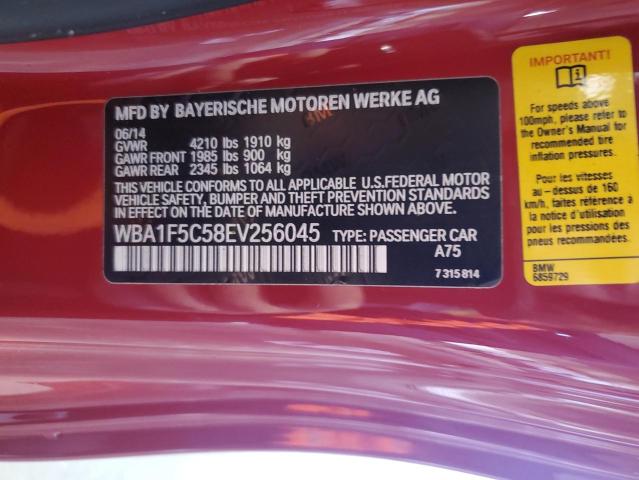 MFD BY BAYERISCHE MOTOREN WERKE AG
06/14
GVWR 4210 lbs 1910 kg
GAWR FRONT 1985 lbs 900 kg
GAWR REAR 2345 lbs 1064 kg
THIS VEHICLE CONFORMS TO ALL APPLICABLE U.S.FEDERAL MOTOR
VEHICLE SAFETY, BUMPER AND THEFT PREVENTION STANDARDS
IN EFFECT ON THE DATE OF MANUFACTURE SHOWN ABOVE.
WBA1F5C58EV256045 TYPE: PASSENGER CAR
A75
7 315 814
IMPORTANT!
For speeds above
100mph, please refer to
the Owner's Manual for
recommended tire
inflation pressures.
Pour les vitesses
au - dessus de 160
km/h, faites référence à
la notice d'utilisation
pour les pressions des
pneus recommandées.
BMW
6859729